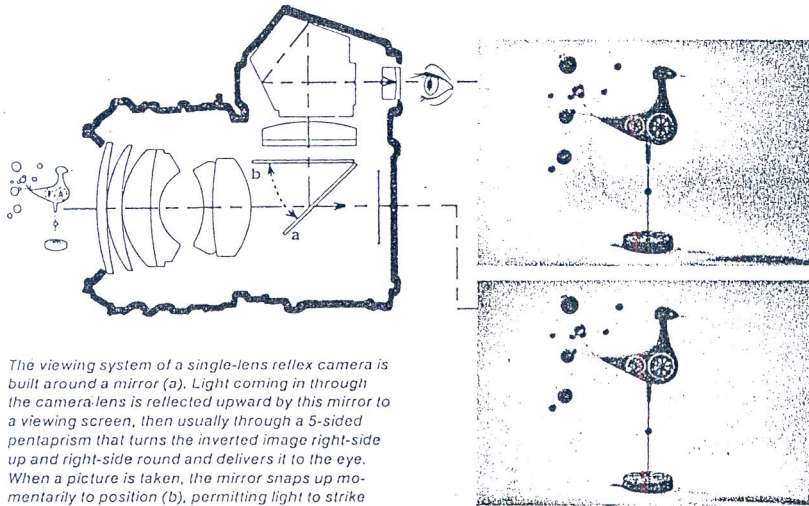 b
a
The viewing system of a single-lens reflex camera is
built around a mirror (a). Light coming in through
the camera lens is reflected upward by this mirror to
a viewing screen, then usually through a 5-sided
pentaprism that turns the inverted image right-side
up and right-side round and delivers it to the eye.
When a picture is taken, the mirror snaps up mo-
mentarily to position (b), permitting light to strike